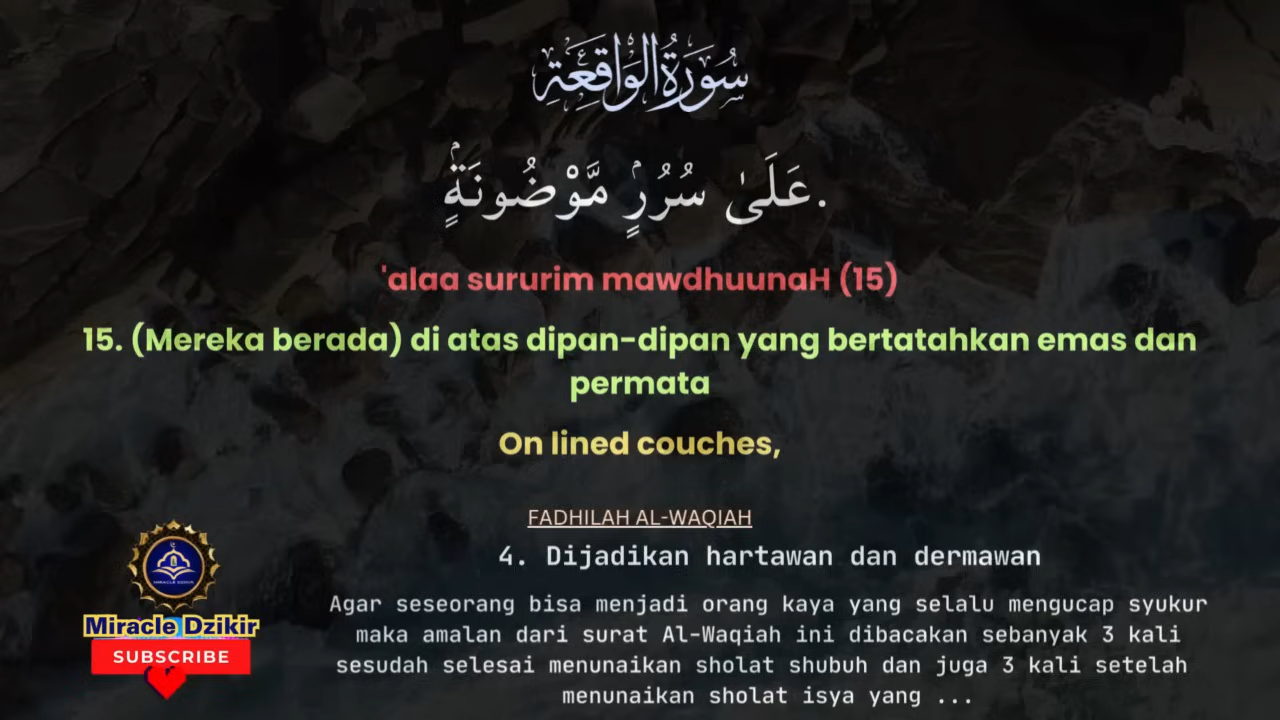 سُورَةُ الوَاقِعَةِ
عَلَىٰ سُرُرٍۢ مَّوْضُونَةٍۢ.
'alaa sururim mawdhuunaH (15)
15. (Mereka berada) di atas dipan-dipan yang bertatahkan emas dan
permata
On lined couches,
FADHILAH AL-WAQIAH
4. Dijadikan hartawan dan dermawan
Agar seseorang bisa menjadi orang kaya yang selalu mengucap syukur
maka amalan dari surat Al-Waqiah ini dibacakan sebanyak 3 kali
sesudah selesai menunaikan sholat shubuh dan juga 3 kali setelah
menunaikan sholat isya yang ...
MIRACLE DZIKIR
Miracle Dzikir
SUBSCRIBE